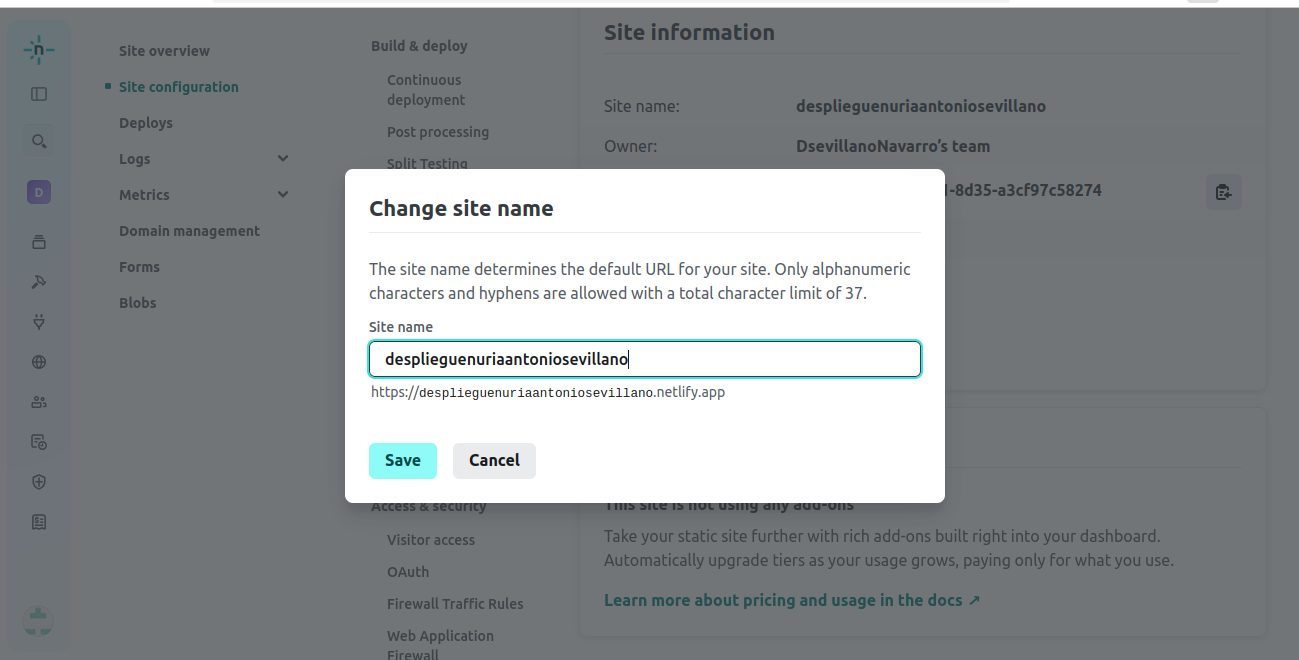 Site overview
Site configuration
Deploys
Logs
Metrics
Domain management
Forms
Blobs
n
D
Build & deploy
Continuous
deployment
Post processing
Split Testing
Access & security
Visitor access
OAuth
Firewall Traffic Rules
Web Application
Firewall
Site information
Site name: desplieguenuriaantoniosevillano
Owner: DsevillanoNavarro's team
-8d35-a3cf97c58274
Change site name
The site name determines the default URL for your site. Only alphanumeric
characters and hyphens are allowed with a total character limit of 37.
Site name
desplieguenuriaantoniosevillano
https://desplieguenuriaantoniosevillano.netlify.app
Save Cancel
This site is not using any add-ons
Take your static site further with rich add-ons built right into your dashboard.
Automatically upgrade tiers as your usage grows, paying only for what you use.
Learn more about pricing and usage in the docs ↗